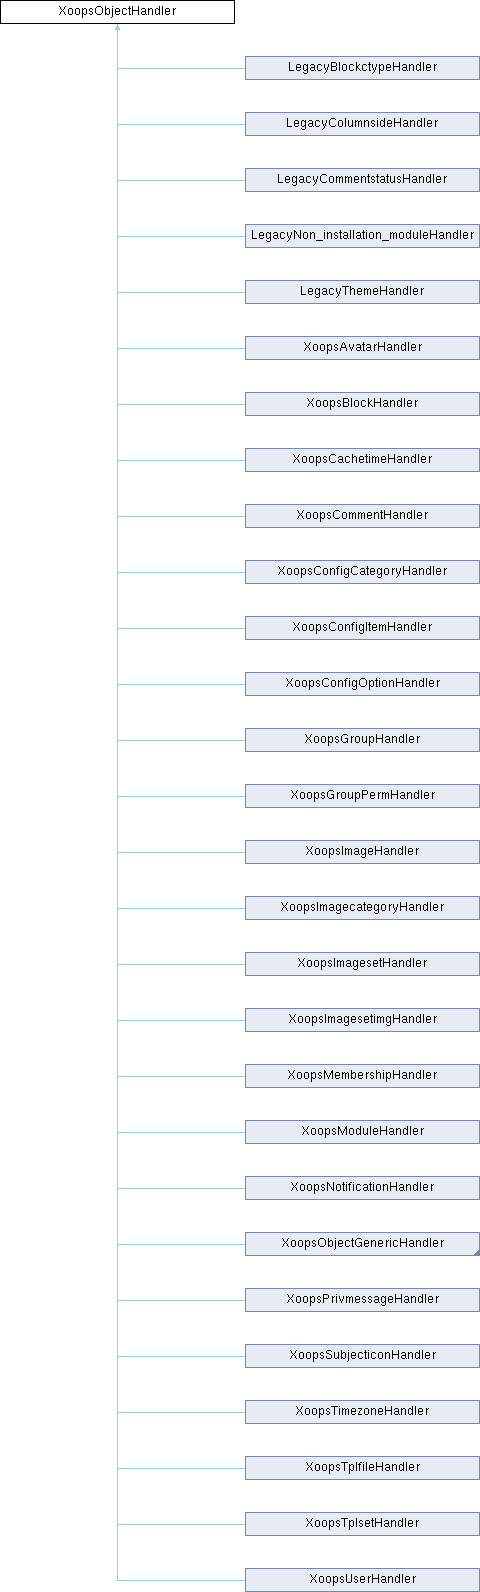 XoopsObjectHandler
LegacyBlockctypeHandler
LegacyColumnsideHandler
LegacyCommentstatusHandler
LegacyNon_installation_moduleHandler
LegacyThemeHandler
XoopsAvatarHandler
XoopsBlockHandler
XoopsCachetimeHandler
XoopsCommentHandler
XoopsConfigCategoryHandler
XoopsConfigItemHandler
XoopsConfigOptionHandler
XoopsGroupHandler
XoopsGroupPermHandler
XoopsImageHandler
XoopsImagecategoryHandler
XoopsImagesetHandler
XoopsImagesetimgHandler
XoopsMembershipHandler
XoopsModuleHandler
XoopsNotificationHandler
XoopsObjectGenericHandler
XoopsPrivmessageHandler
XoopsSubjecticonHandler
XoopsTimezoneHandler
XoopsTplfileHandler
XoopsTplsetHandler
XoopsUserHandler